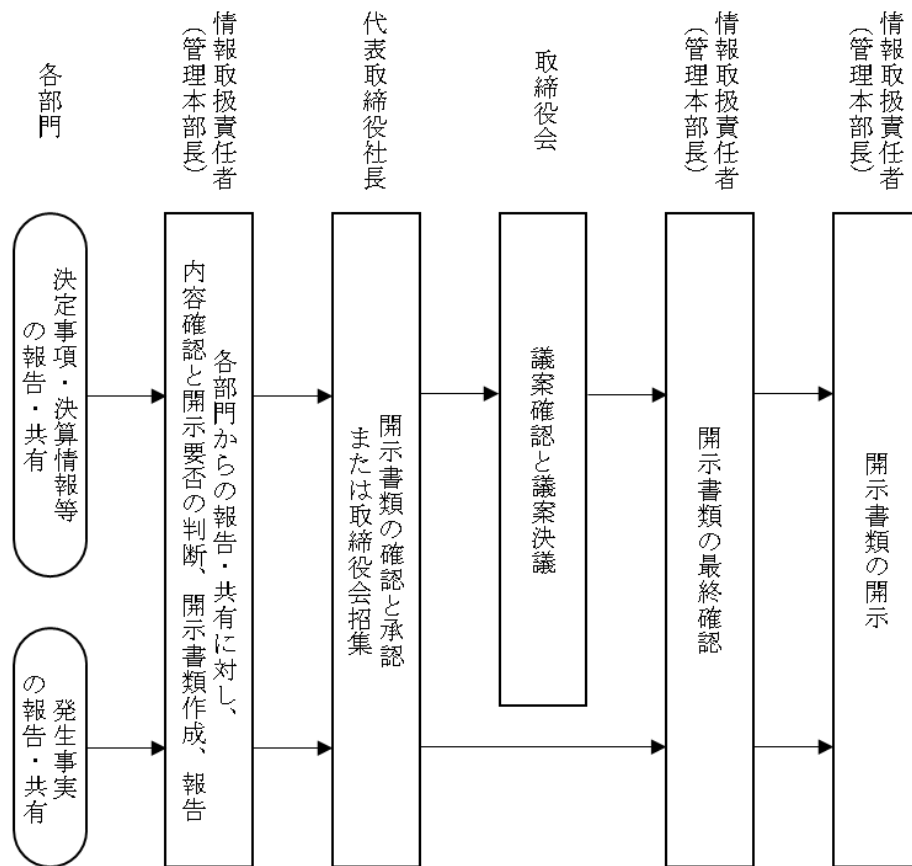 各部門
情報取扱責任者
(管理本部長)
代表取締役社長
取締役会
情報取扱責任者
(管理本部長)
情報取扱責任者
(管理本部長)
決定事項・決算情報等
の報告・共有
発生事実
の報告・共有
各部門からの報告・共有に対し、
内容確認と開示要否の判断、開示書類作成、報告
開示書類の確認と承認
または取締役会招集
議案確認と議案決議
開示書類の最終確認
開示書類の開示